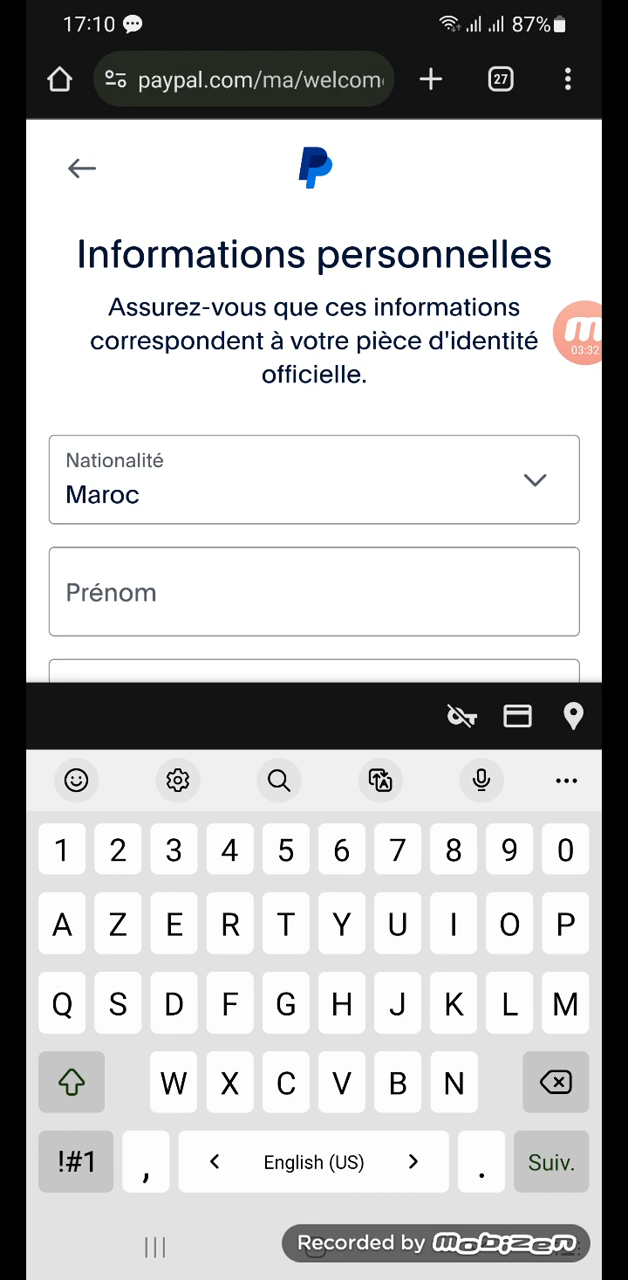 17:10 87%
paypal.com/ma/welcom
27
Informations personnelles
Assurez-vous que ces informations
correspondent à votre pièce d'identité
officielle.
03:32
Nationalité
Maroc
Prénom
1 2 3 4 5 6 7 8 9 0
A Z E R T Y U I O P
Q S D F G H J K L M
W X C V B N
!#1 , < English (US) > . Suiv.
Recorded by mobizen